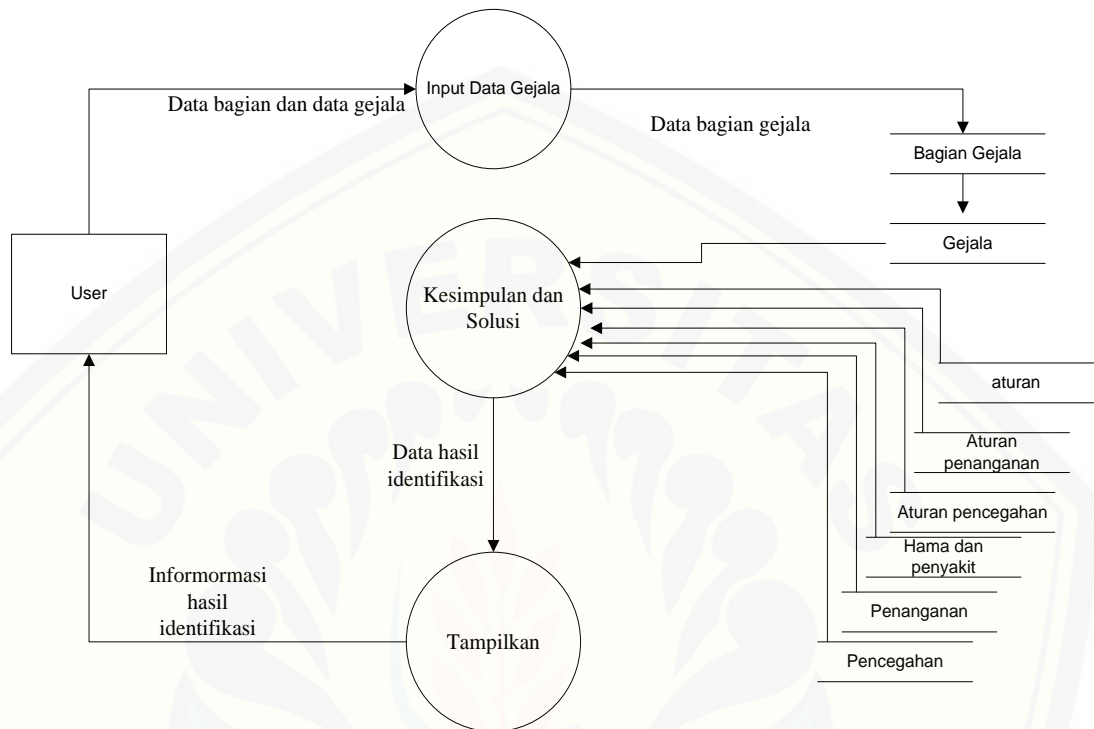 Input Data Gejala
Data bagian dan data gejala
Data bagian gejala
Bagian Gejala
Gejala
User
Kesimpulan dan
Solusi
aturan
Aturan
penanganan
Aturan pencegahan
Hama dan
penyakit
Penanganan
Pencegahan
Data hasil
identifikasi
Informormasi
hasil
identifikasi
Tampilkan
UNIVERSITAS